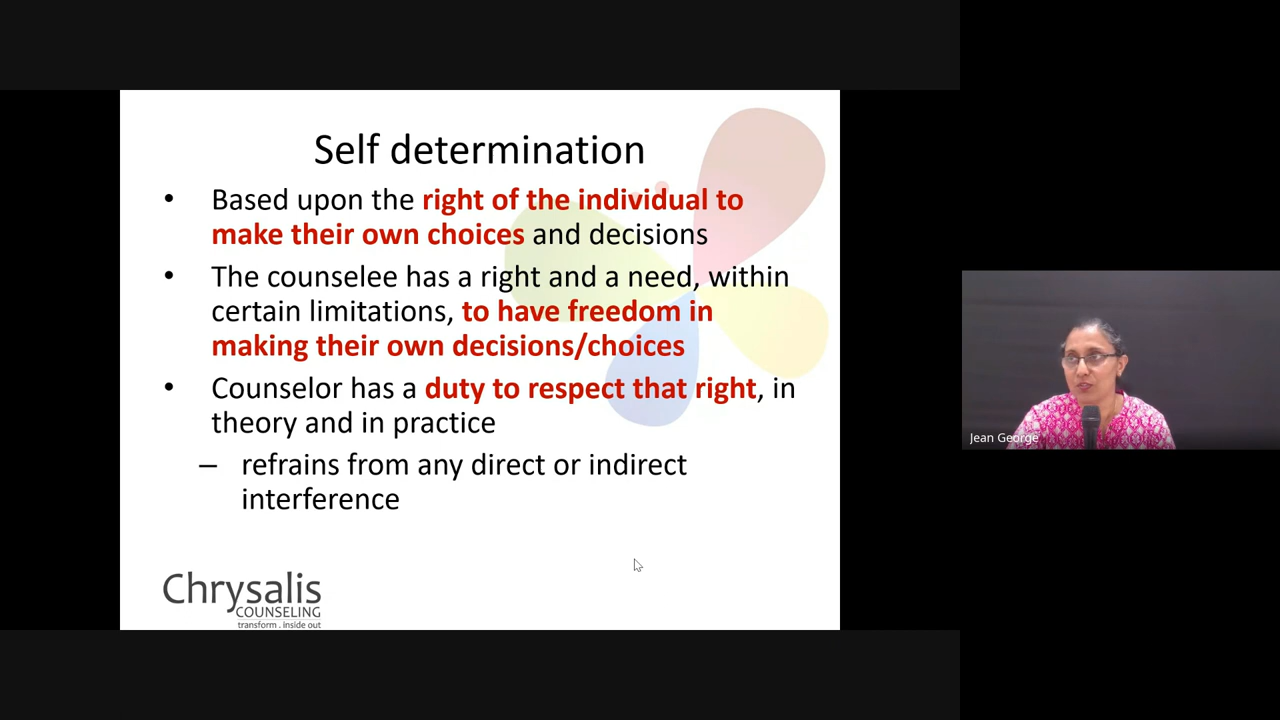 Self determination
• Based upon the right of the individual to
make their own choices and decisions
• The counselee has a right and a need, within
certain limitations, to have freedom in
making their own decisions/choices
• Counselor has a duty to respect that right, in
theory and in practice
– refrains from any direct or indirect
interference
Chrysalis
COUNSELING
transform . inside out
Jean George